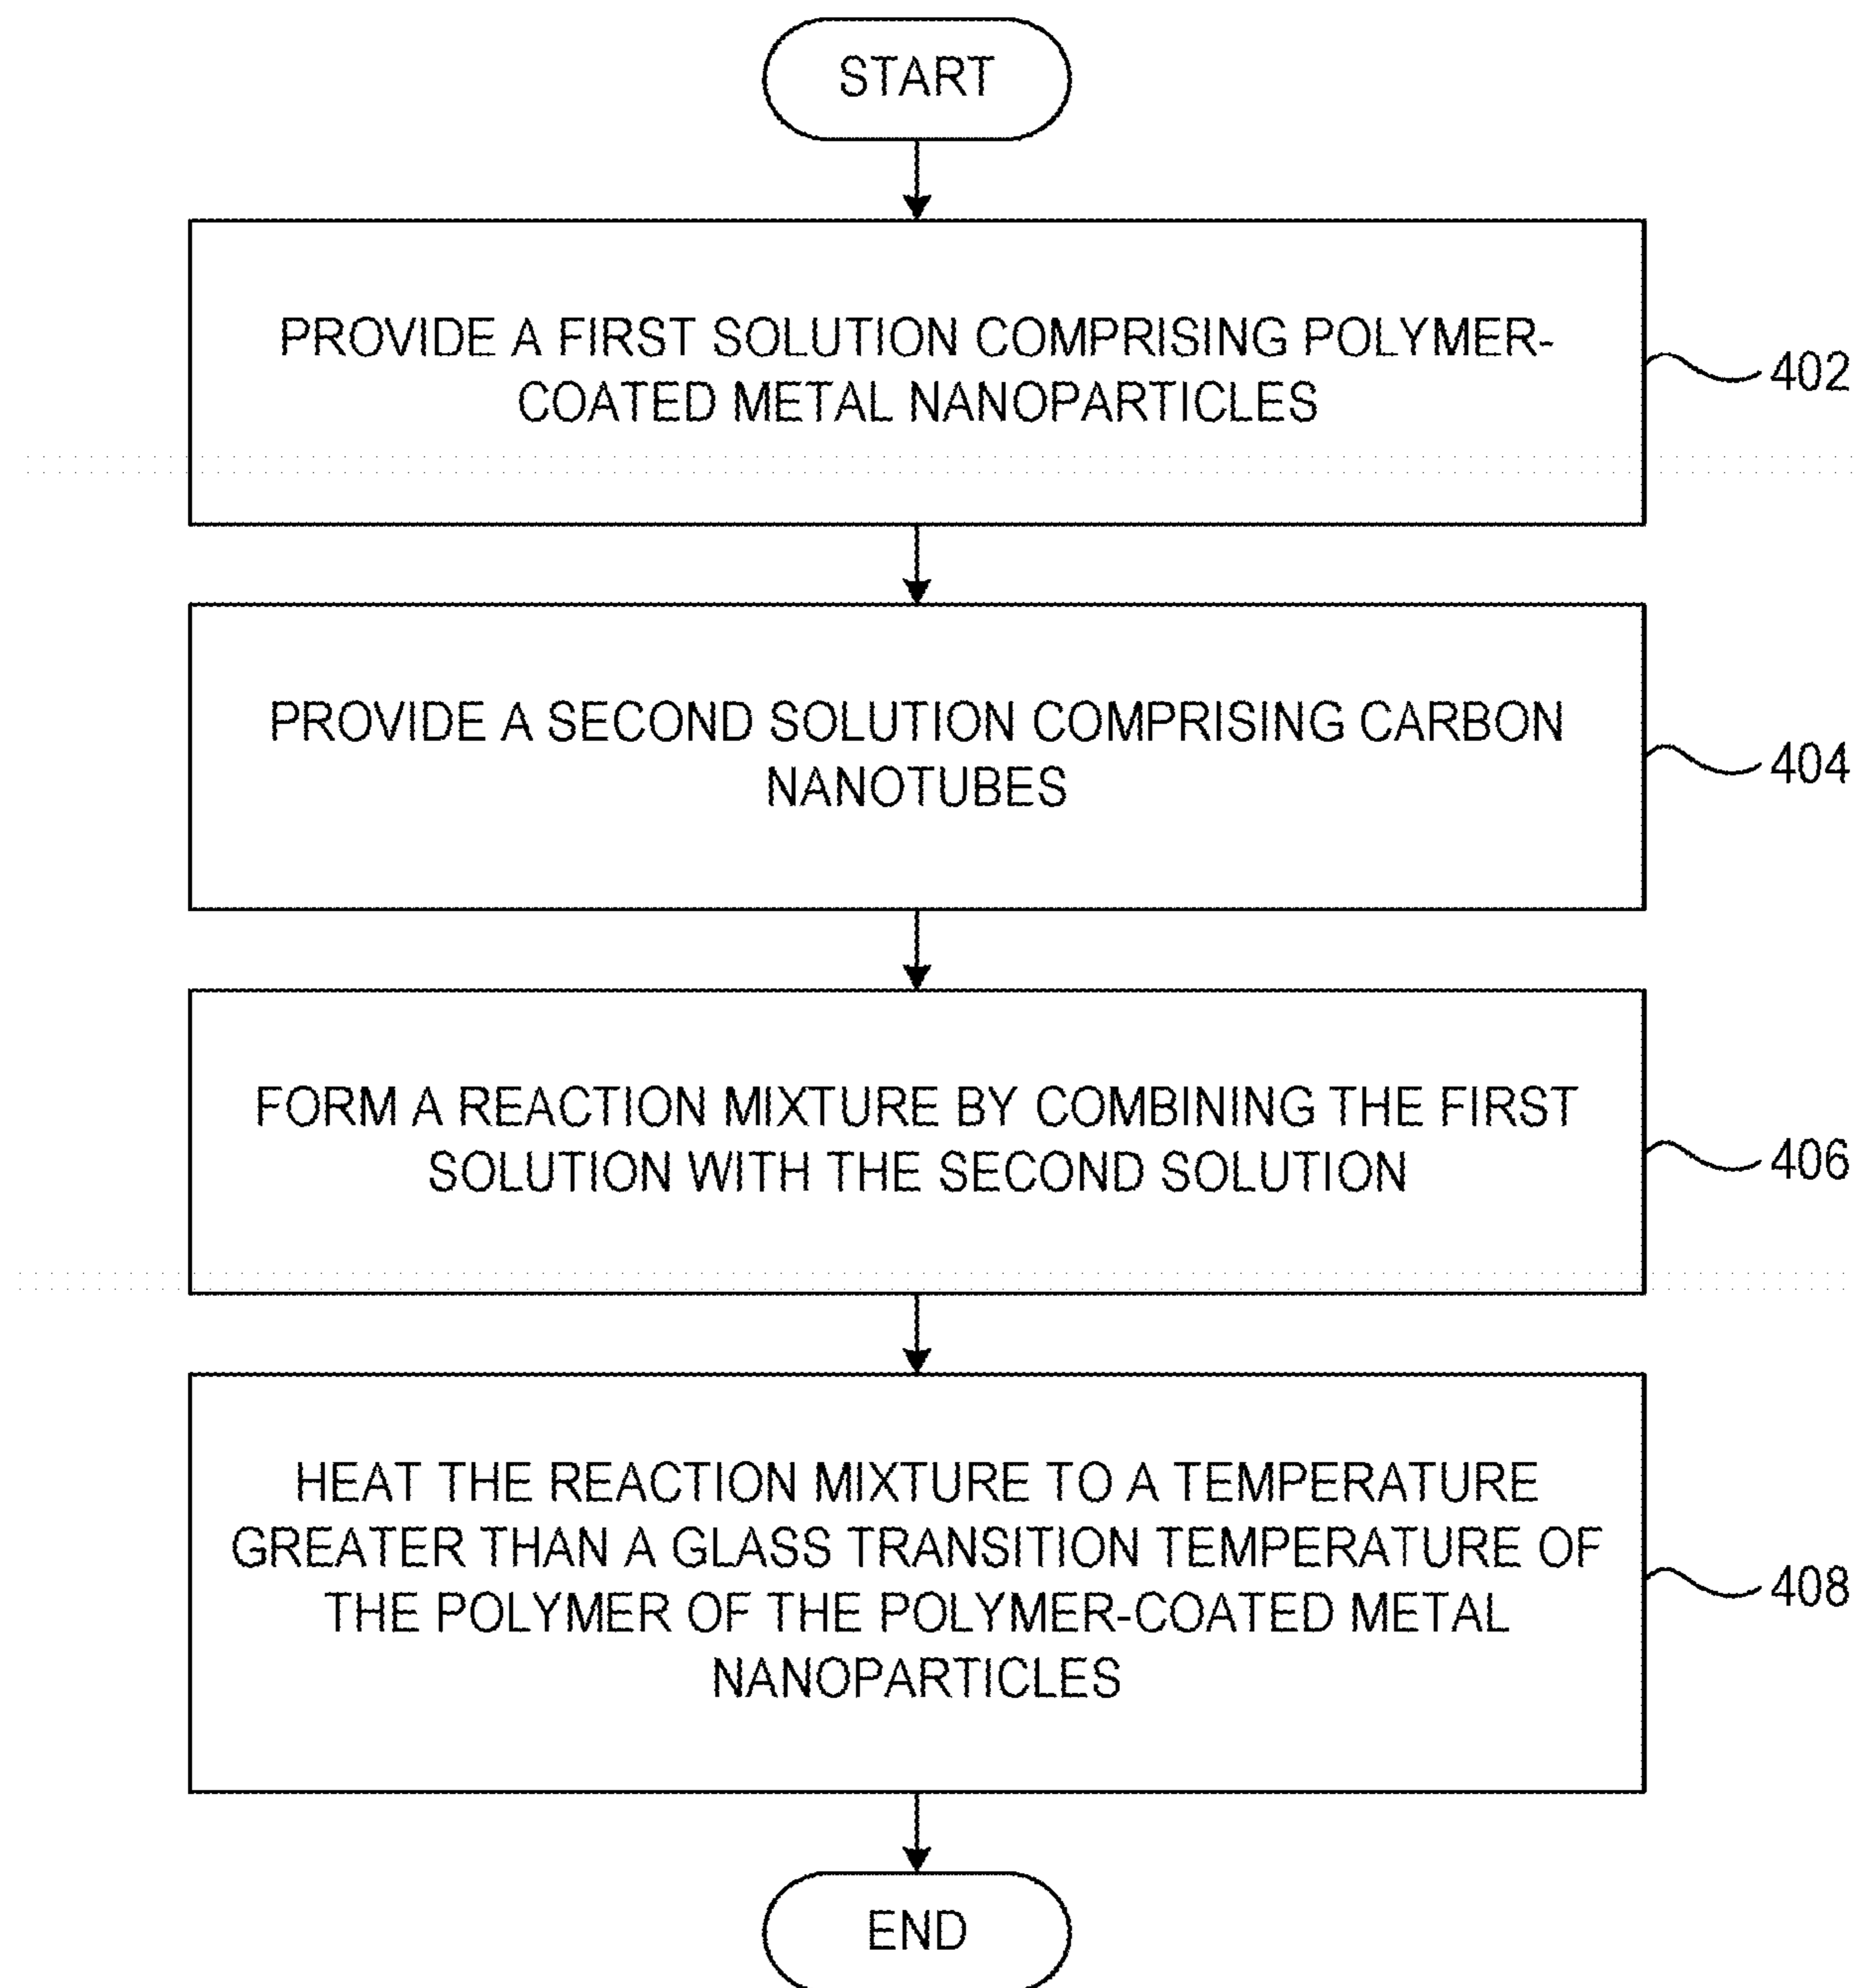 START
PROVIDE A FIRST SOLUTION COMPRISING POLYMER-
COATED METAL NANOPARTICLES
402
PROVIDE A SECOND SOLUTION COMPRISING CARBON
NANOTUBES
404
FORM A REACTION MIXTURE BY COMBINING THE FIRST
SOLUTION WITH THE SECOND SOLUTION
406
HEAT THE REACTION MIXTURE TO A TEMPERATURE
GREATER THAN A GLASS TRANSITION TEMPERATURE OF
THE POLYMER OF THE POLYMER-COATED METAL
NANOPARTICLES
408
END